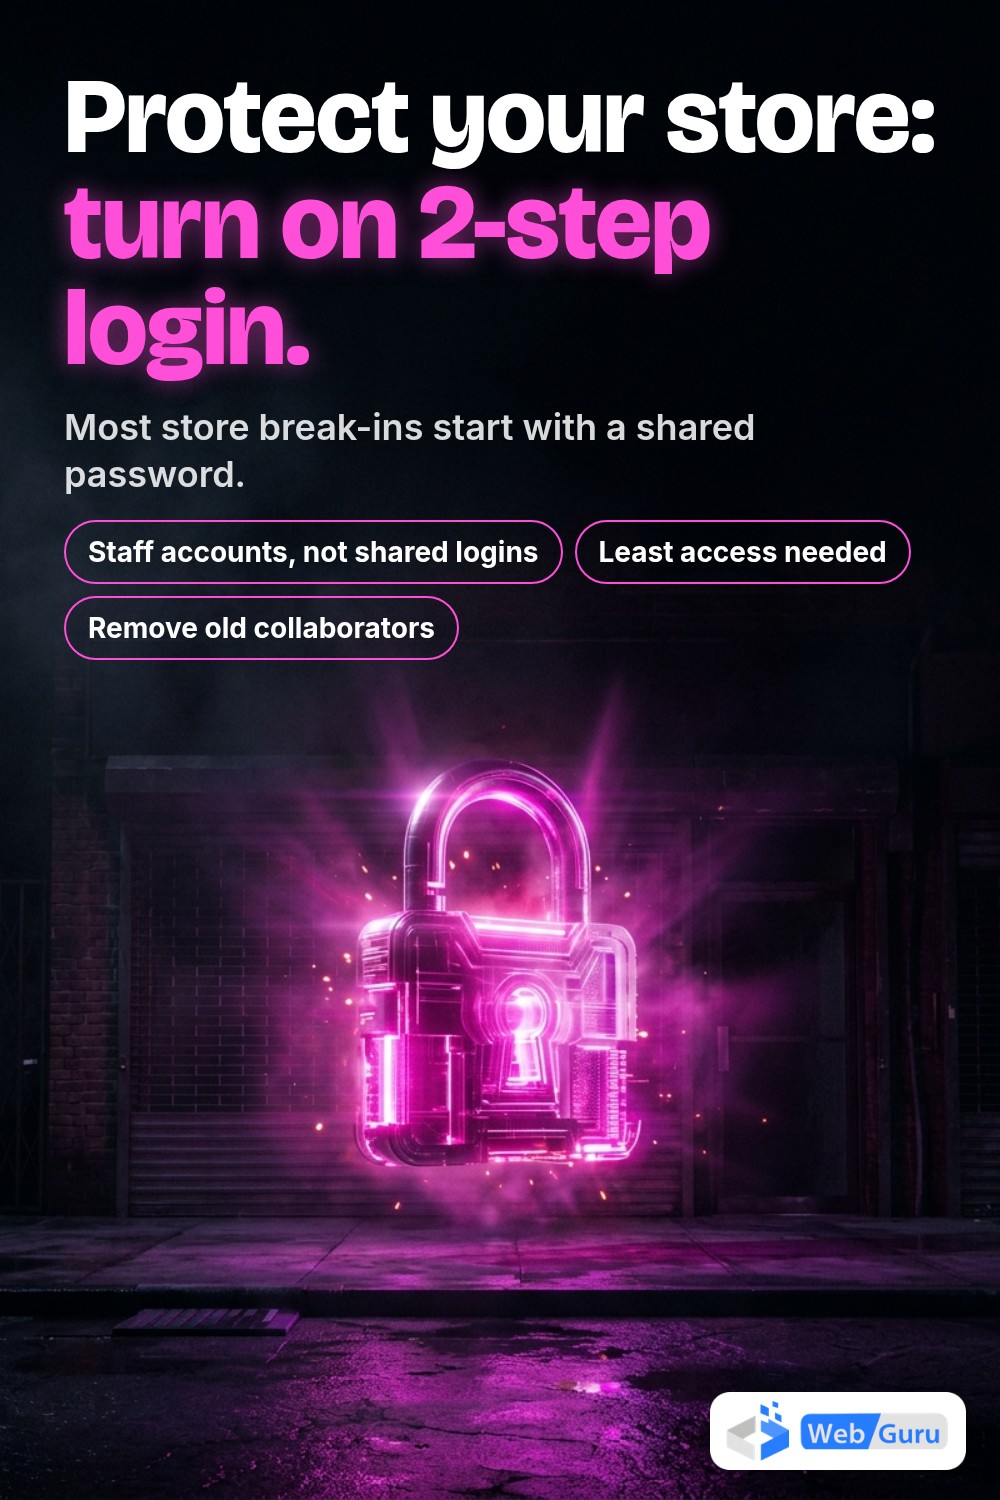 Protect your store:
turn on 2-step
login.
Most store break-ins start with a shared
password.
Staff accounts, not shared logins
Least access needed
Remove old collaborators
Web Guru